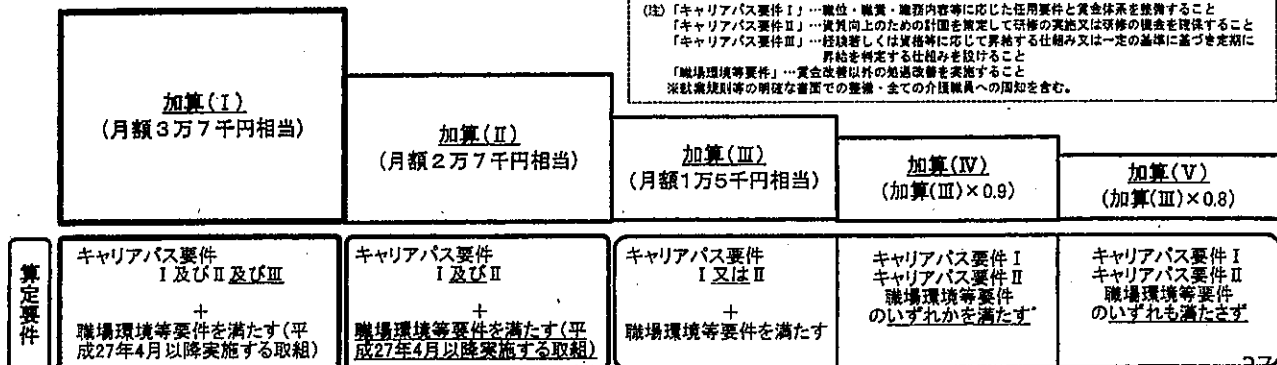 (注)「キャリアパス要件Ⅰ」…職位・職責・職務内容等に応じた任用要件と賃金体系を整備すること
「キャリアパス要件Ⅱ」…資質向上のための計画を策定して研修の実施又は研修の機会を確保すること
「キャリアパス要件Ⅲ」…経験若しくは資格等に応じて昇給する仕組み又は一定の基準に基づき定期に
昇給を判定する仕組みを設けること
「職場環境等要件」…賃金改善以外の処遇改善を実施すること
※就業規則等の明確な書面での整備・全ての介護職員への周知を含む。
加算(Ⅰ)
(月額3万7千円相当)
加算(Ⅱ)
(月額2万7千円相当)
加算(Ⅲ)
(月額1万5千円相当)
加算(Ⅳ)
(加算(Ⅲ)×0.9)
加算(Ⅴ)
(加算(Ⅲ)×0.8)
算定要件
キャリアパス要件
Ⅰ及びⅡ及びⅢ
+
職場環境等要件を満たす(平
成27年4月以降実施する取組)
キャリアパス要件
Ⅰ及びⅡ
+
職場環境等要件を満たす(平
成27年4月以降実施する取組)
キャリアパス要件
Ⅰ又はⅡ
+
職場環境等要件を満たす
キャリアパス要件Ⅰ
キャリアパス要件Ⅱ
職場環境等要件
のいずれかを満たす
キャリアパス要件Ⅰ
キャリアパス要件Ⅱ
職場環境等要件
のいずれも満たさず